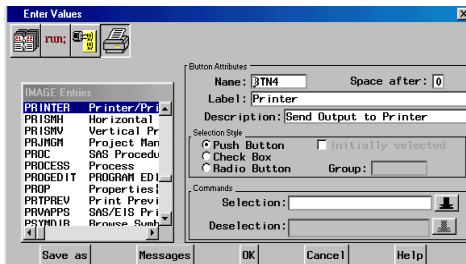 Enter Values
run;
Button Attributes
Name: BTN4 Space after: 0
Label: Printer
Description: Send Output to Printer
IMAGE Entries
PRINTER Printer/Pri
PRISMH Horizontal
PRISMV Vertical Pr
PRJMGM Project Man
PROC SAS Procedu
PROCESS Process
PROGEDIT PROGRAM EDI
PROP Properties
PRTPREV Print Previ
PRVAPPS SAS/EIS Pri
PSYMDIR Browse Symb
Selection Style
Push Button Initially selected
Check Box
Radio Button Group:
Commands
Selection:
Deselection:
Save as Messages OK Cancel Help